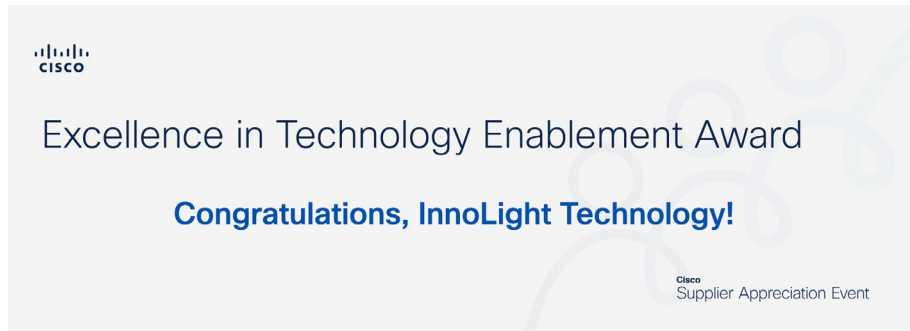 CISCO
Excellence in Technology Enablement Award
Congratulations, InnoLight Technology!
Cisco
Supplier Appreciation Event